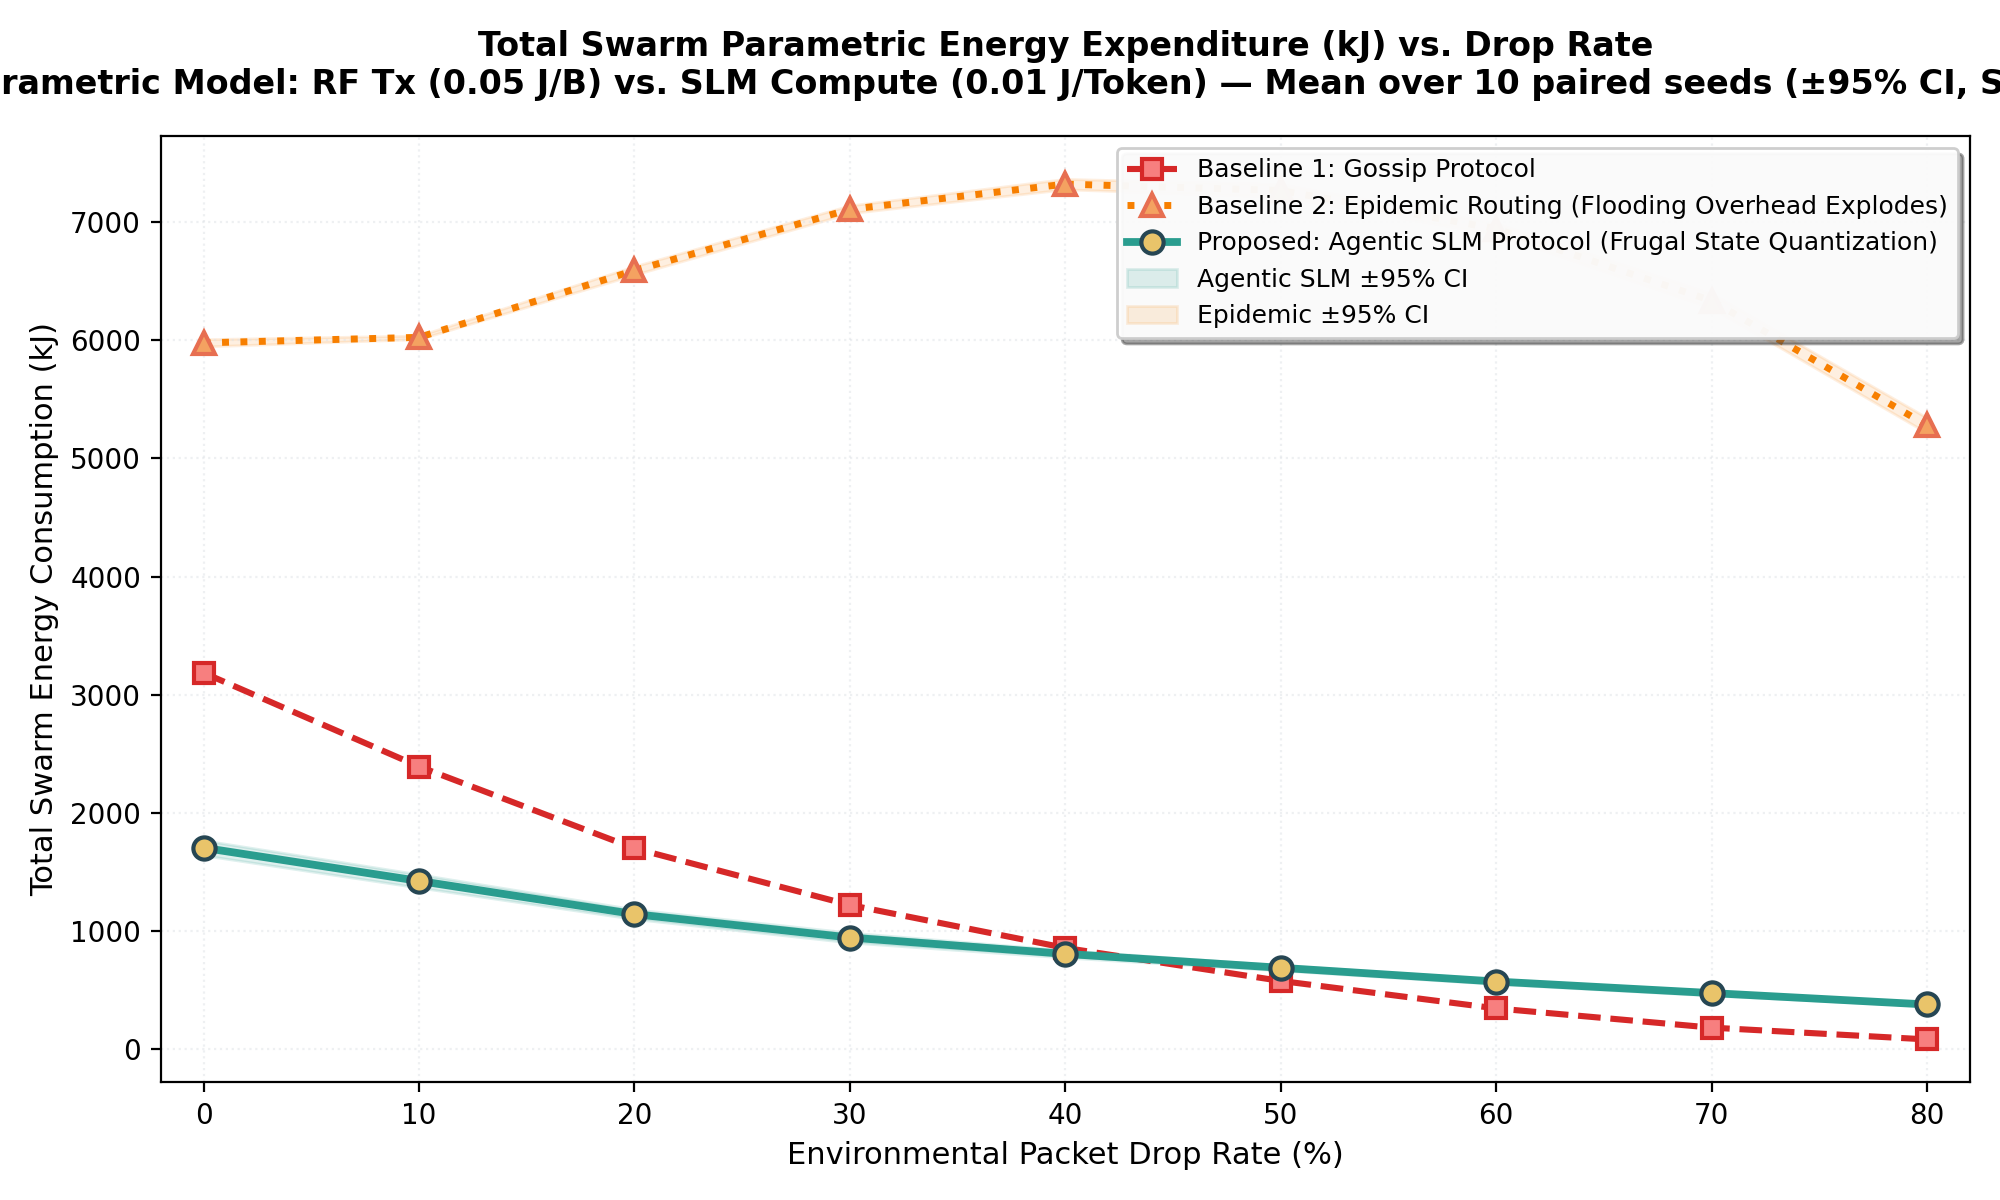 Total Swarm Parametric Energy Expenditure (kJ) vs. Drop Rate
rametric Model: RF Tx (0.05 J/B) vs. SLM Compute (0.01 J/Token) — Mean over 10 paired seeds (±95% CI, S
Baseline 1: Gossip Protocol
Baseline 2: Epidemic Routing (Flooding Overhead Explodes)
Proposed: Agentic SLM Protocol (Frugal State Quantization)
Agentic SLM ±95% CI
Epidemic ±95% CI
Total Swarm Energy Consumption (kJ)
7000
6000
5000
4000
3000
2000
1000
0
0 10 20 30 40 50 60 70 80
Environmental Packet Drop Rate (%)